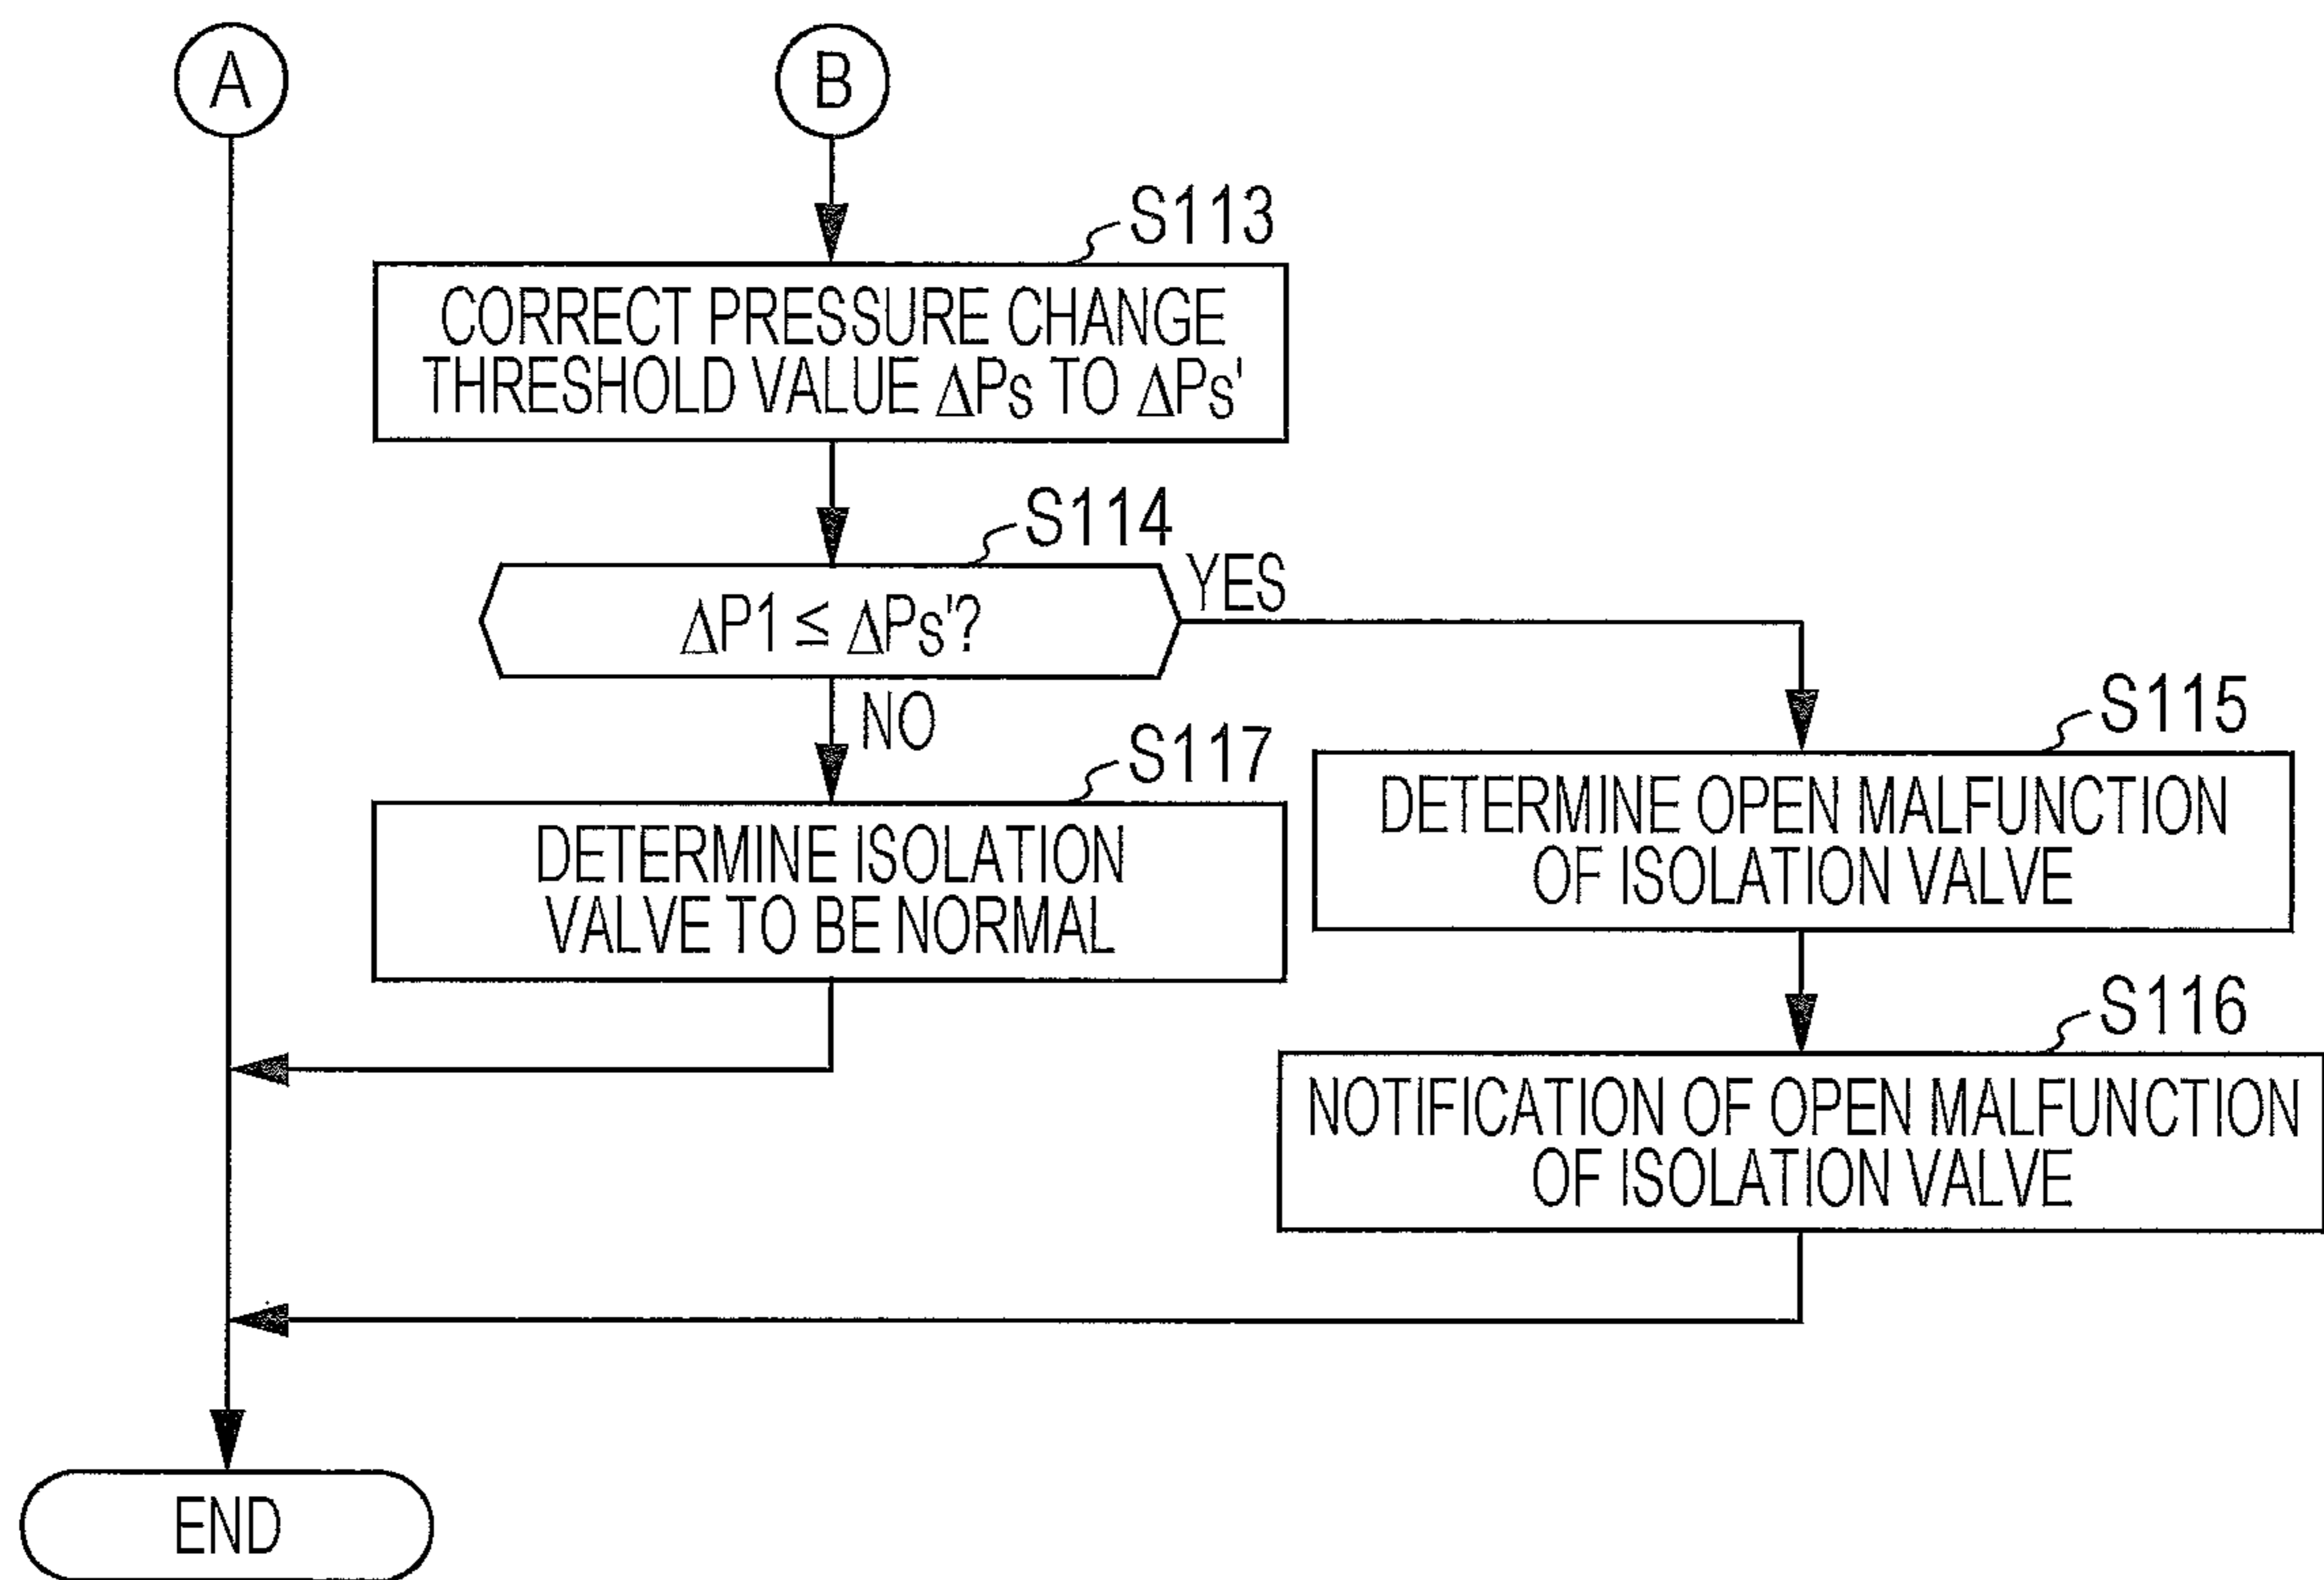 A
B
S113
CORRECT PRESSURE CHANGE
THRESHOLD VALUE ΔPs TO ΔPs'
S114
ΔP1 ≤ ΔPs'?
YES
NO
S115
DETERMINE OPEN MALFUNCTION
OF ISOLATION VALVE
S117
DETERMINE ISOLATION
VALVE TO BE NORMAL
S116
NOTIFICATION OF OPEN MALFUNCTION
OF ISOLATION VALVE
END